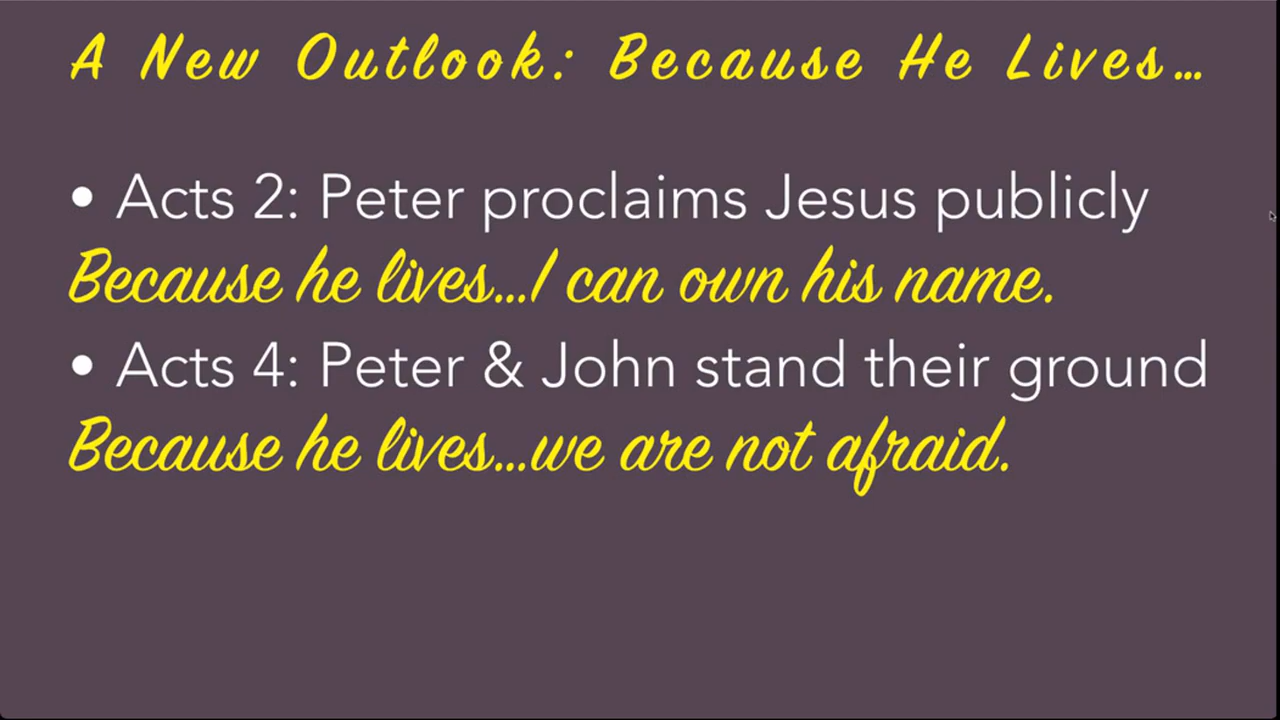 A New Outlook: Because He Lives…
• Acts 2: Peter proclaims Jesus publicly
Because he lives...I can own his name.
• Acts 4: Peter & John stand their ground
Because he lives...we are not afraid.